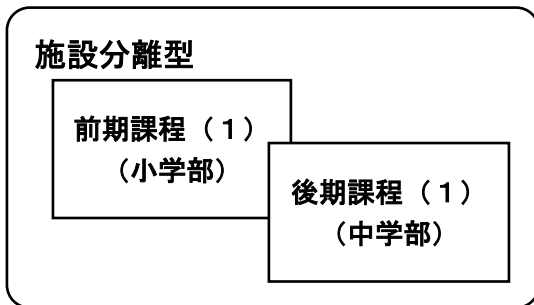 施設分離型
前期課程（１）
（小学部）
後期課程（１）
（中学部）